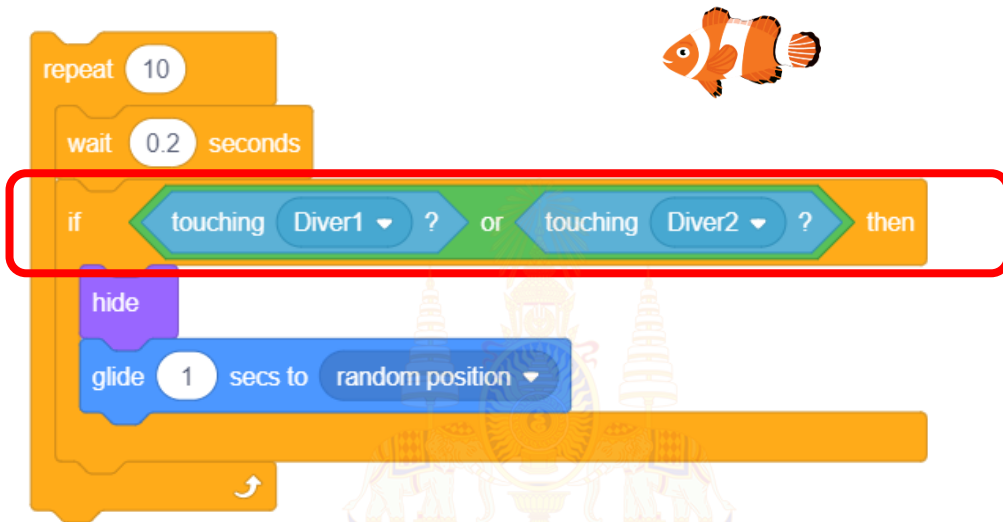 repeat 10
wait 0.2 seconds
if touching Diver1 ? or touching Diver2 ? then
hide
glide 1 secs to random position